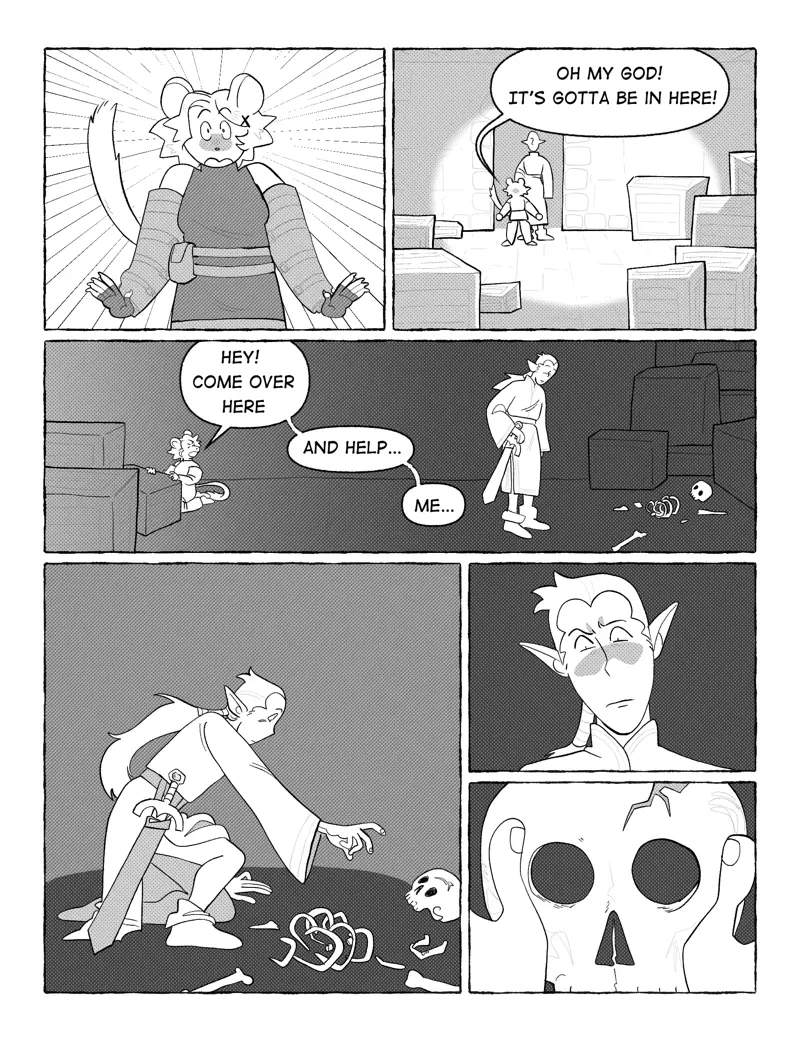 OH MY GOD!
IT'S GOTTA BE IN HERE!
HEY!
COME OVER
HERE
AND HELP...
ME...